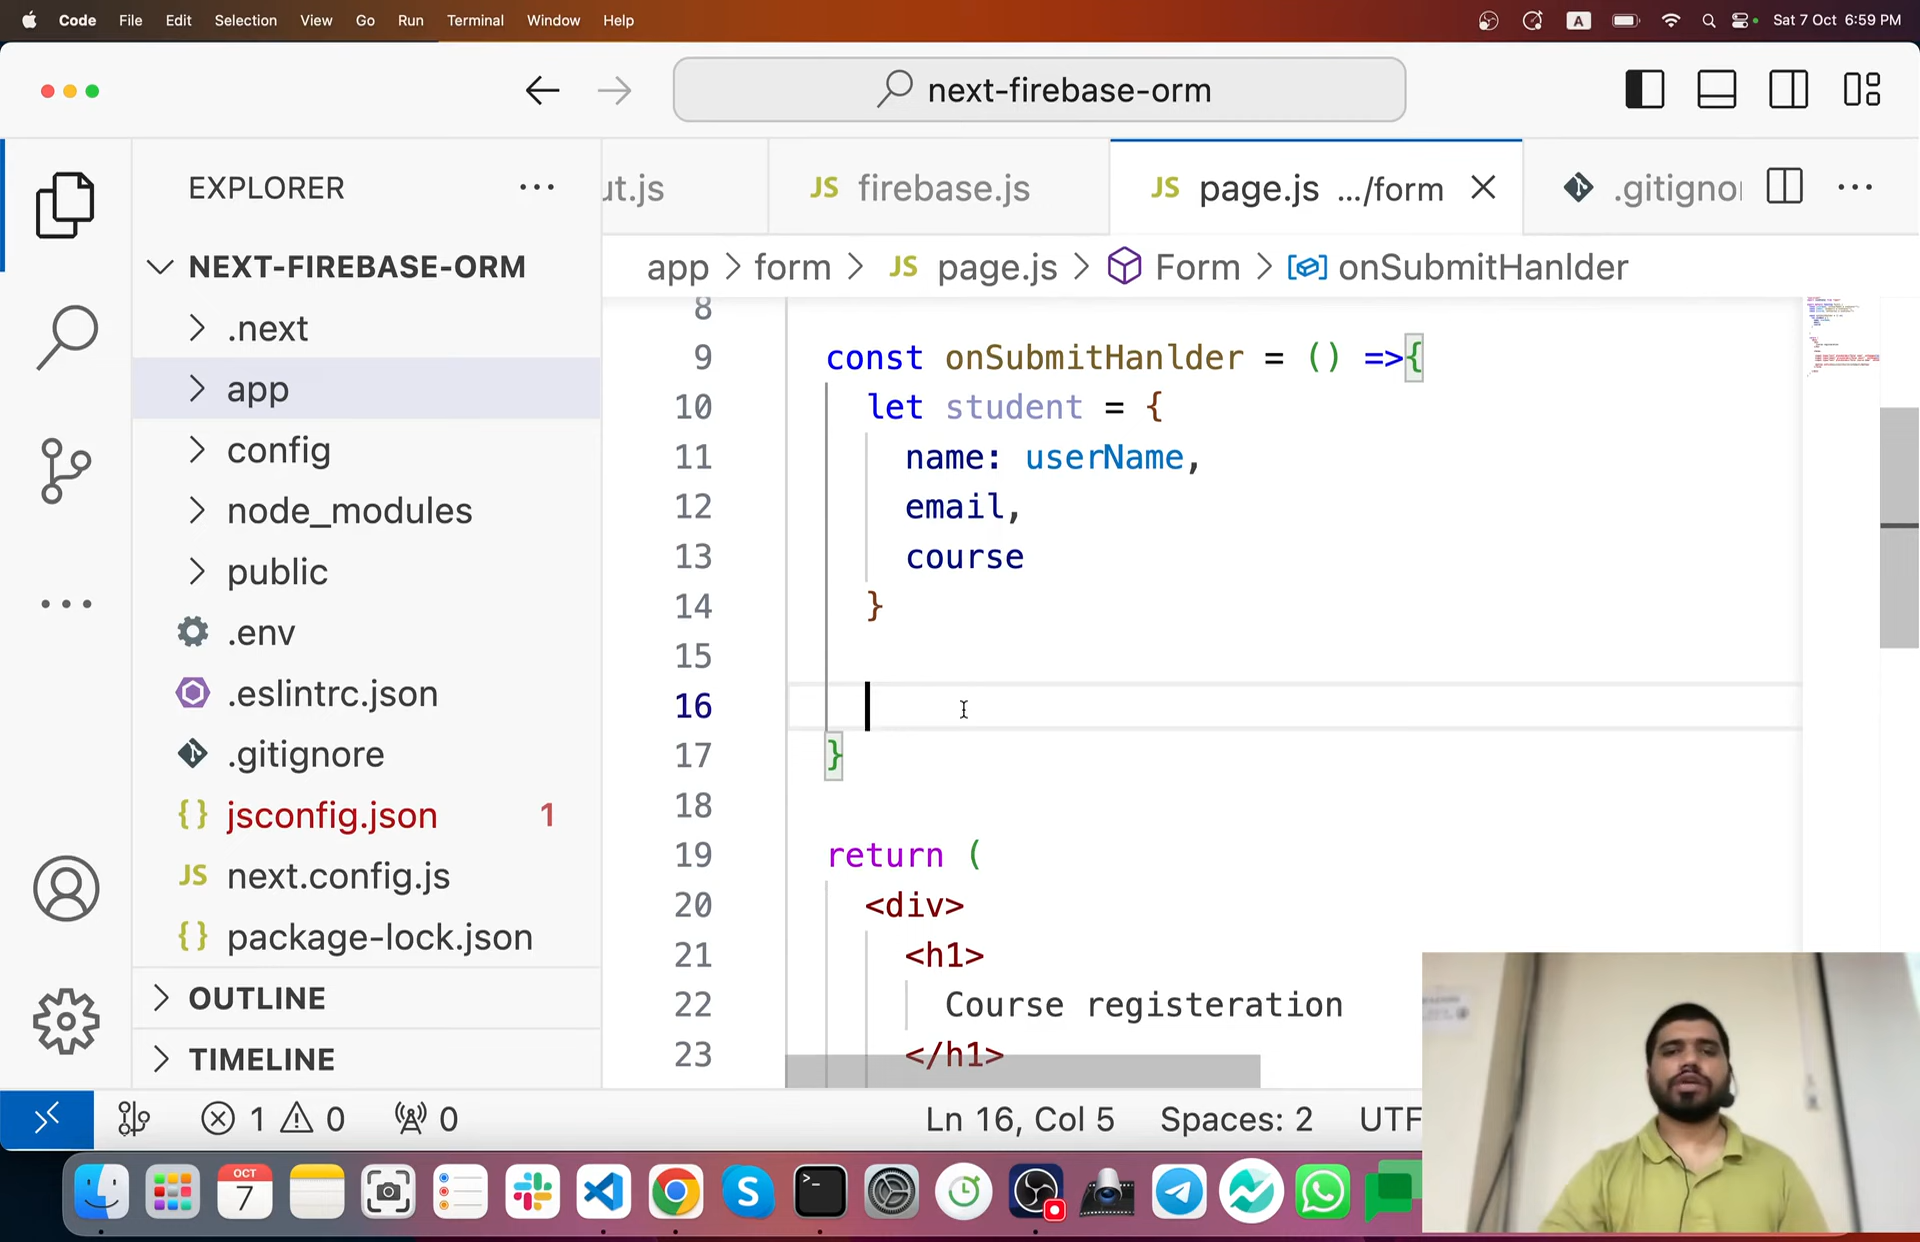 Code File Edit Selection View Go Run Terminal Window Help A Sat 7 Oct 6:59 PM
next-firebase-orm
EXPLORER
ut.js JS firebase.js JS page.js .../form .gitigno
NEXT-FIREBASE-ORM
app > form > JS page.js > Form > onSubmitHanlder
.next
app
config
node_modules
public
.env
.eslintrc.json
.gitignore
{} jsconfig.json 1
JS next.config.js
{} package-lock.json
OUTLINE
TIMELINE
8
9 const onSubmitHanlder = () =>{
10 let student = {
11 name: userName,
12 email,
13 course
14 }
15
16
17 }
18
19 return (
20 <div>
21 <h1>
22 Course registeration
23 </h1>
1 0 0 Ln 16, Col 5 Spaces: 2 UTF
OCT
7
S